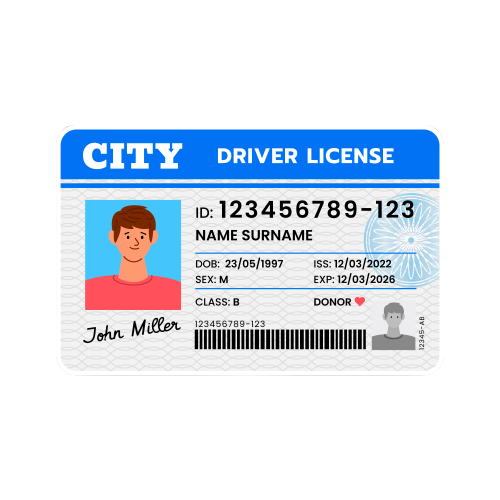 CITY DRIVER LICENSE
ID: 123456789-123
NAME SURNAME
DOB: 23/05/1997 ISS: 12/03/2022
SEX: M EXP: 12/03/2026
CLASS: B DONOR
John Miller
123456789-123
12345-AB